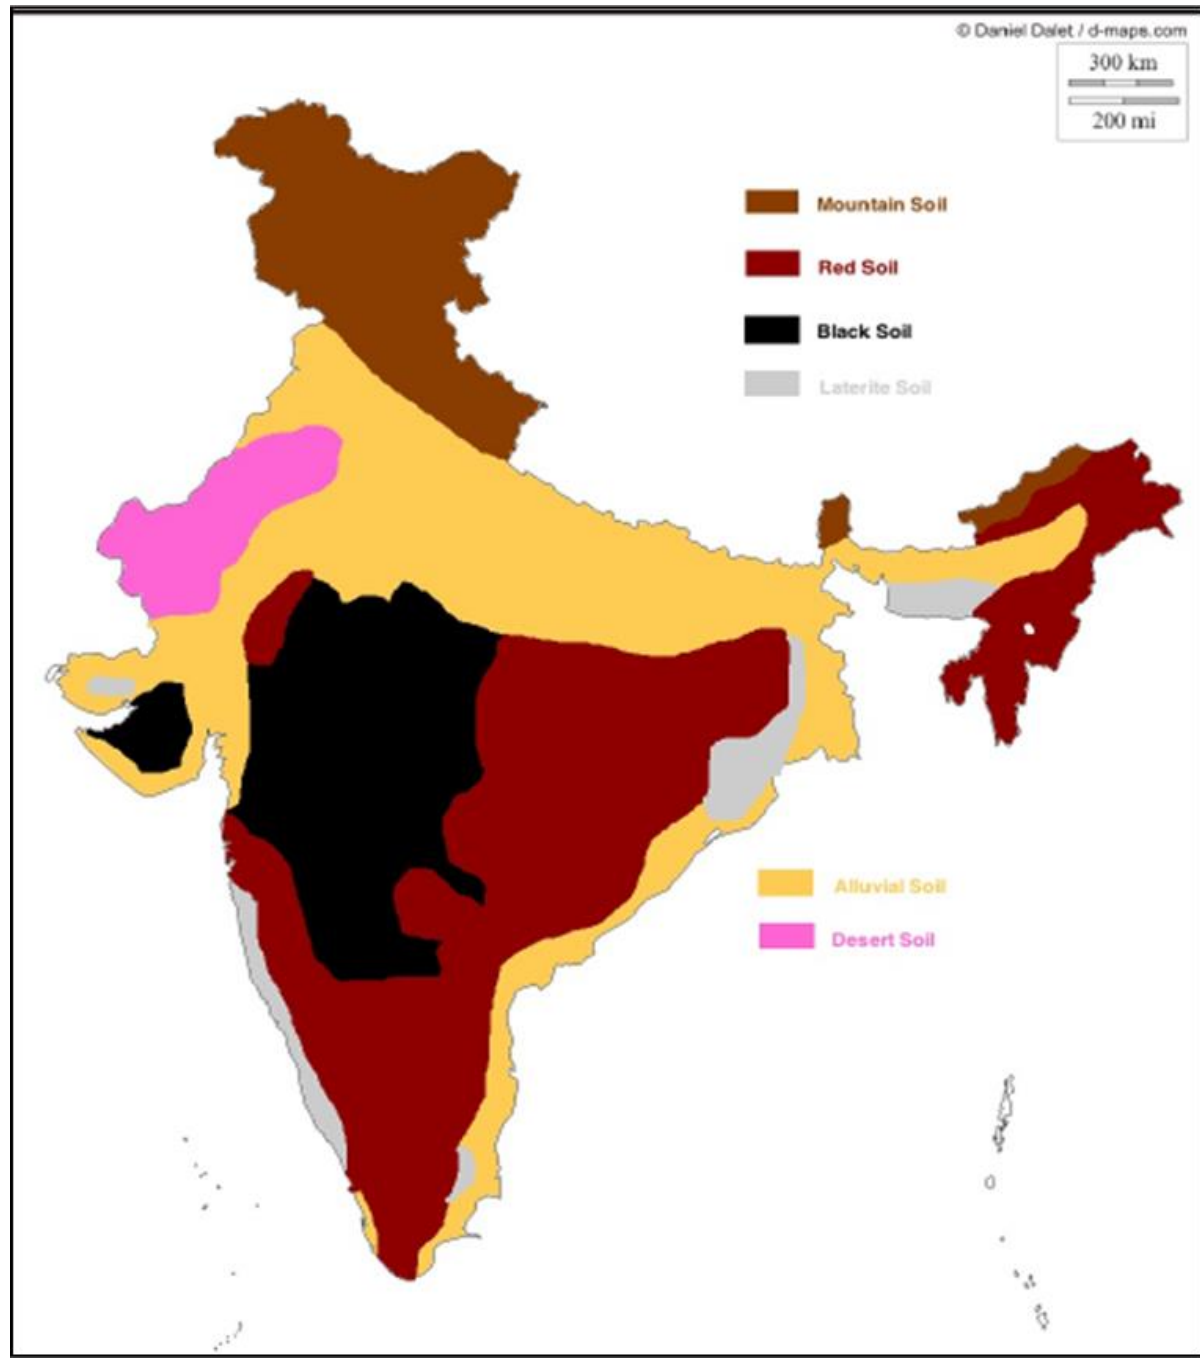 © Daniel Dalet / d-maps.com
300 km
200 mi
Mountain Soil
Red Soil
Black Soil
Laterite Soil
Alluvial Soil
Desert Soil